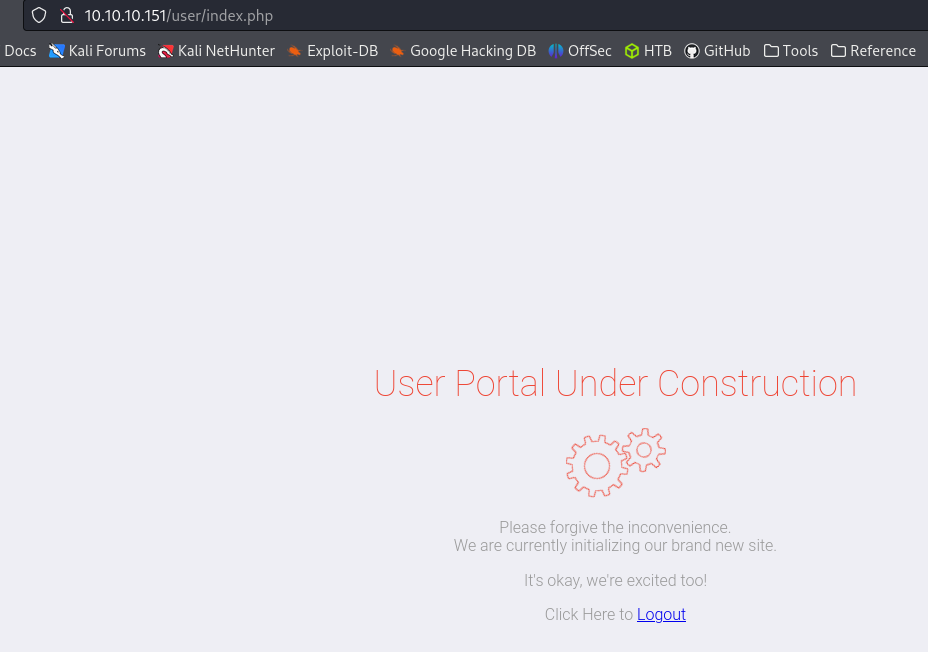 10.10.10.151/user/index.php
Docs Kali Forums Kali NetHunter Exploit-DB Google Hacking DB OffSec HTB GitHub Tools Reference
User Portal Under Construction
Please forgive the inconvenience.
We are currently initializing our brand new site.
It's okay, we're excited too!
Click Here to Logout